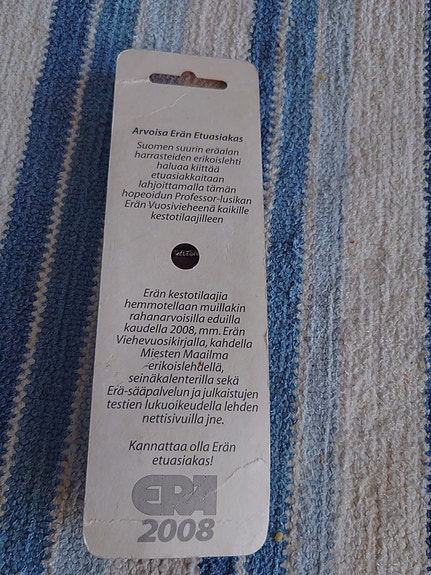 Arvoisa Erän Etuasiakas
Suomen suurin eräalan
harrasteiden erikoislehti
haluaa kiittää
etuasiakkaitaan
lahjoittamalla tämän
hopeoidun Professor-lusikan
Erän Vuosivieheenä kaikille
kestotilaajilleen
Erän kestotilaajia
hemmotellaan muillakin
rahanarvoisilla eduilla
kaudella 2008, mm. Erän
Viehevuosikirjalla, kahdella
Miesten Maailma
-erikoislehdellä,
seinäkalenterilla sekä
Erä-sääpalvelun ja julkaistujen
testien lukuoikeudella lehden
nettisivuilla jne.
Kannattaa olla Erän
etuasiakas!
ERÄ
2008